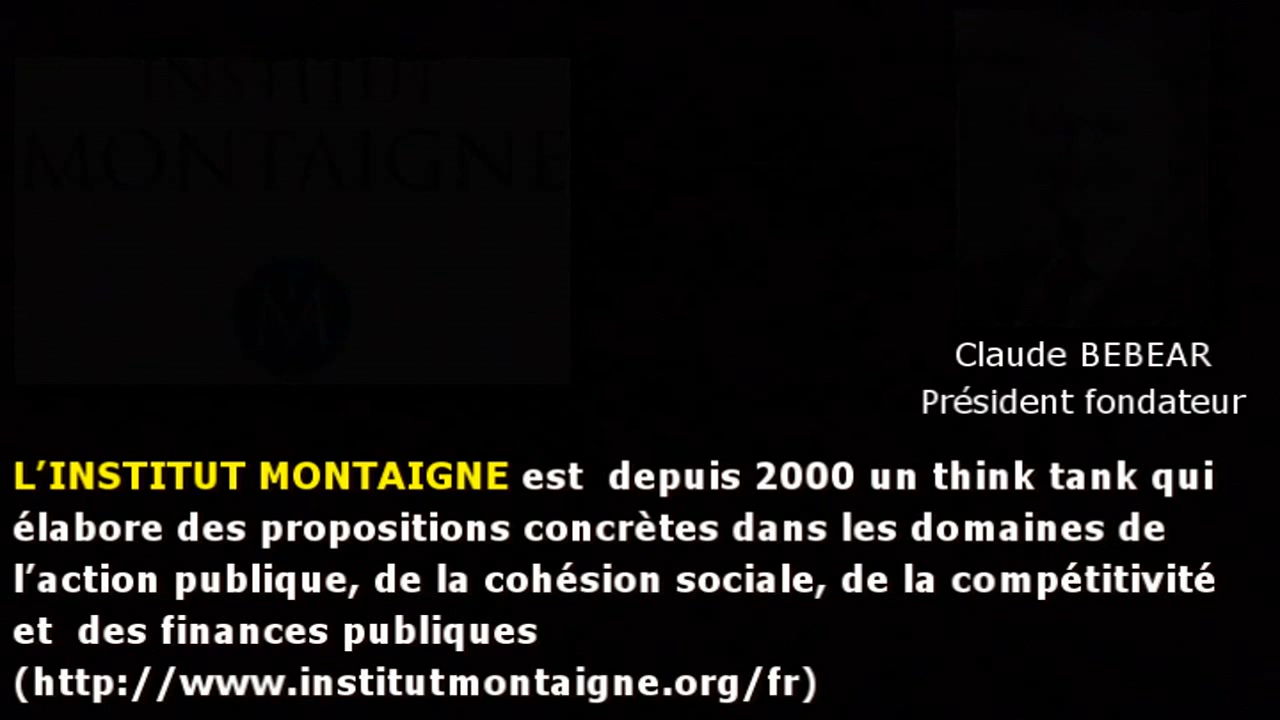 INSTITUT
MONTAIGNE
Claude BEBEAR
Président fondateur
L’INSTITUT MONTAIGNE est depuis 2000 un think tank qui
élabore des propositions concrètes dans les domaines de
l’action publique, de la cohésion sociale, de la compétitivité
et des finances publiques
(http://www.institutmontaigne.org/fr)